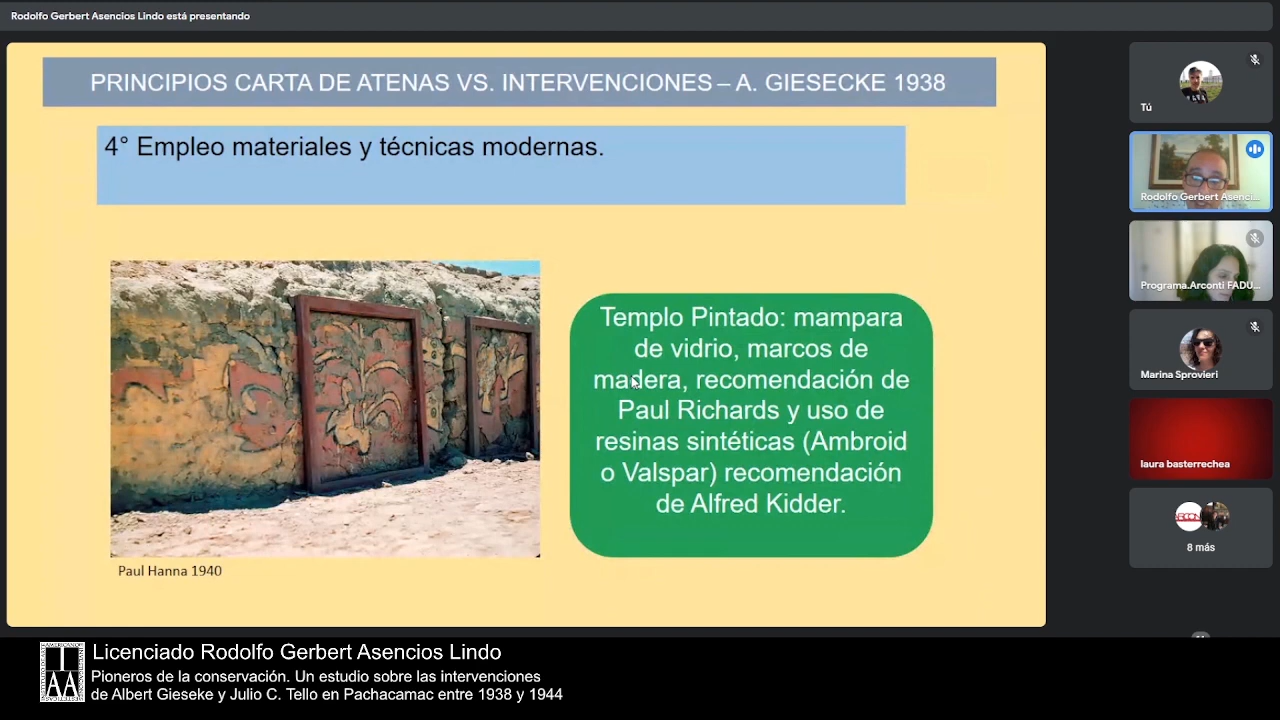 Rodolfo Gerbert Asencios Lindo está presentando
PRINCIPIOS CARTA DE ATENAS VS. INTERVENCIONES – A. GIESECKE 1938
4° Empleo materiales y técnicas modernas.
Templo Pintado: mampara
de vidrio, marcos de
madera, recomendación de
Paul Richards y uso de
resinas sintéticas (Ambroid
o Valspar) recomendación
de Alfred Kidder.
Paul Hanna 1940
Tú
Rodolfo Gerbert Asenci...
Programa.Arconti FADU...
Marina Sprovieri
laura basterrechea
8 más
IAA
Licenciado Rodolfo Gerbert Asencios Lindo
Pioneros de la conservación. Un estudio sobre las intervenciones
de Albert Gieseke y Julio C. Tello en Pachacamac entre 1938 y 1944